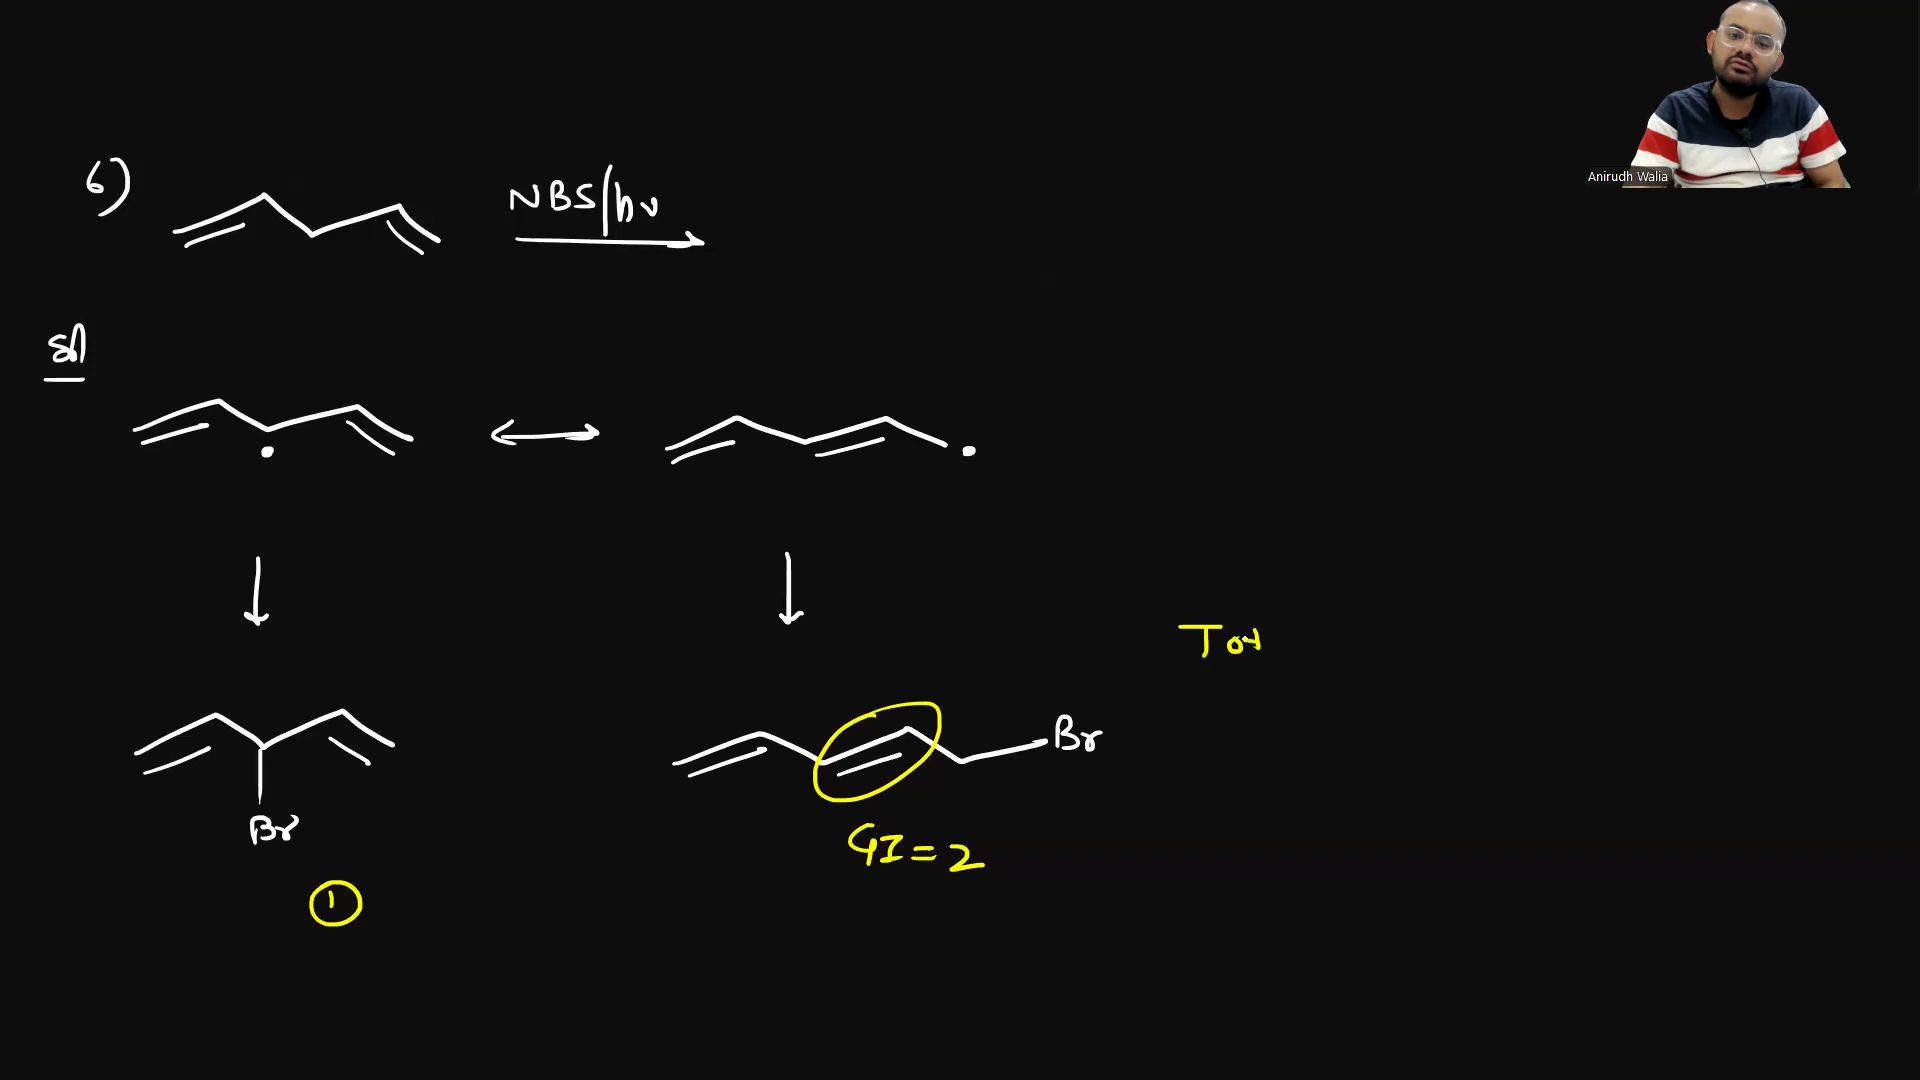 6)
NBS/hν
Anirudh Walia
Sol
Br
Br
Tot
GI = 2
1